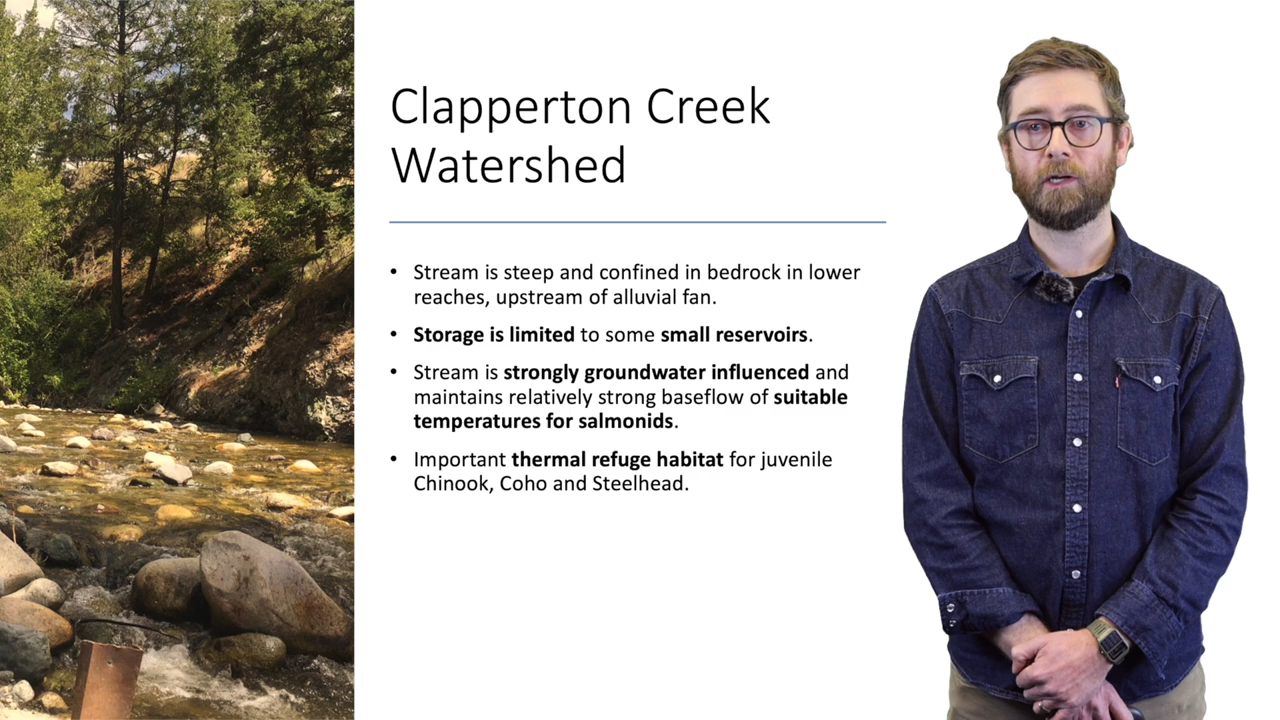 Clapperton Creek
Watershed
• Stream is steep and confined in bedrock in lower
reaches, upstream of alluvial fan.
• Storage is limited to some small reservoirs.
• Stream is strongly groundwater influenced and
maintains relatively strong baseflow of suitable
temperatures for salmonids.
• Important thermal refuge habitat for juvenile
Chinook, Coho and Steelhead.